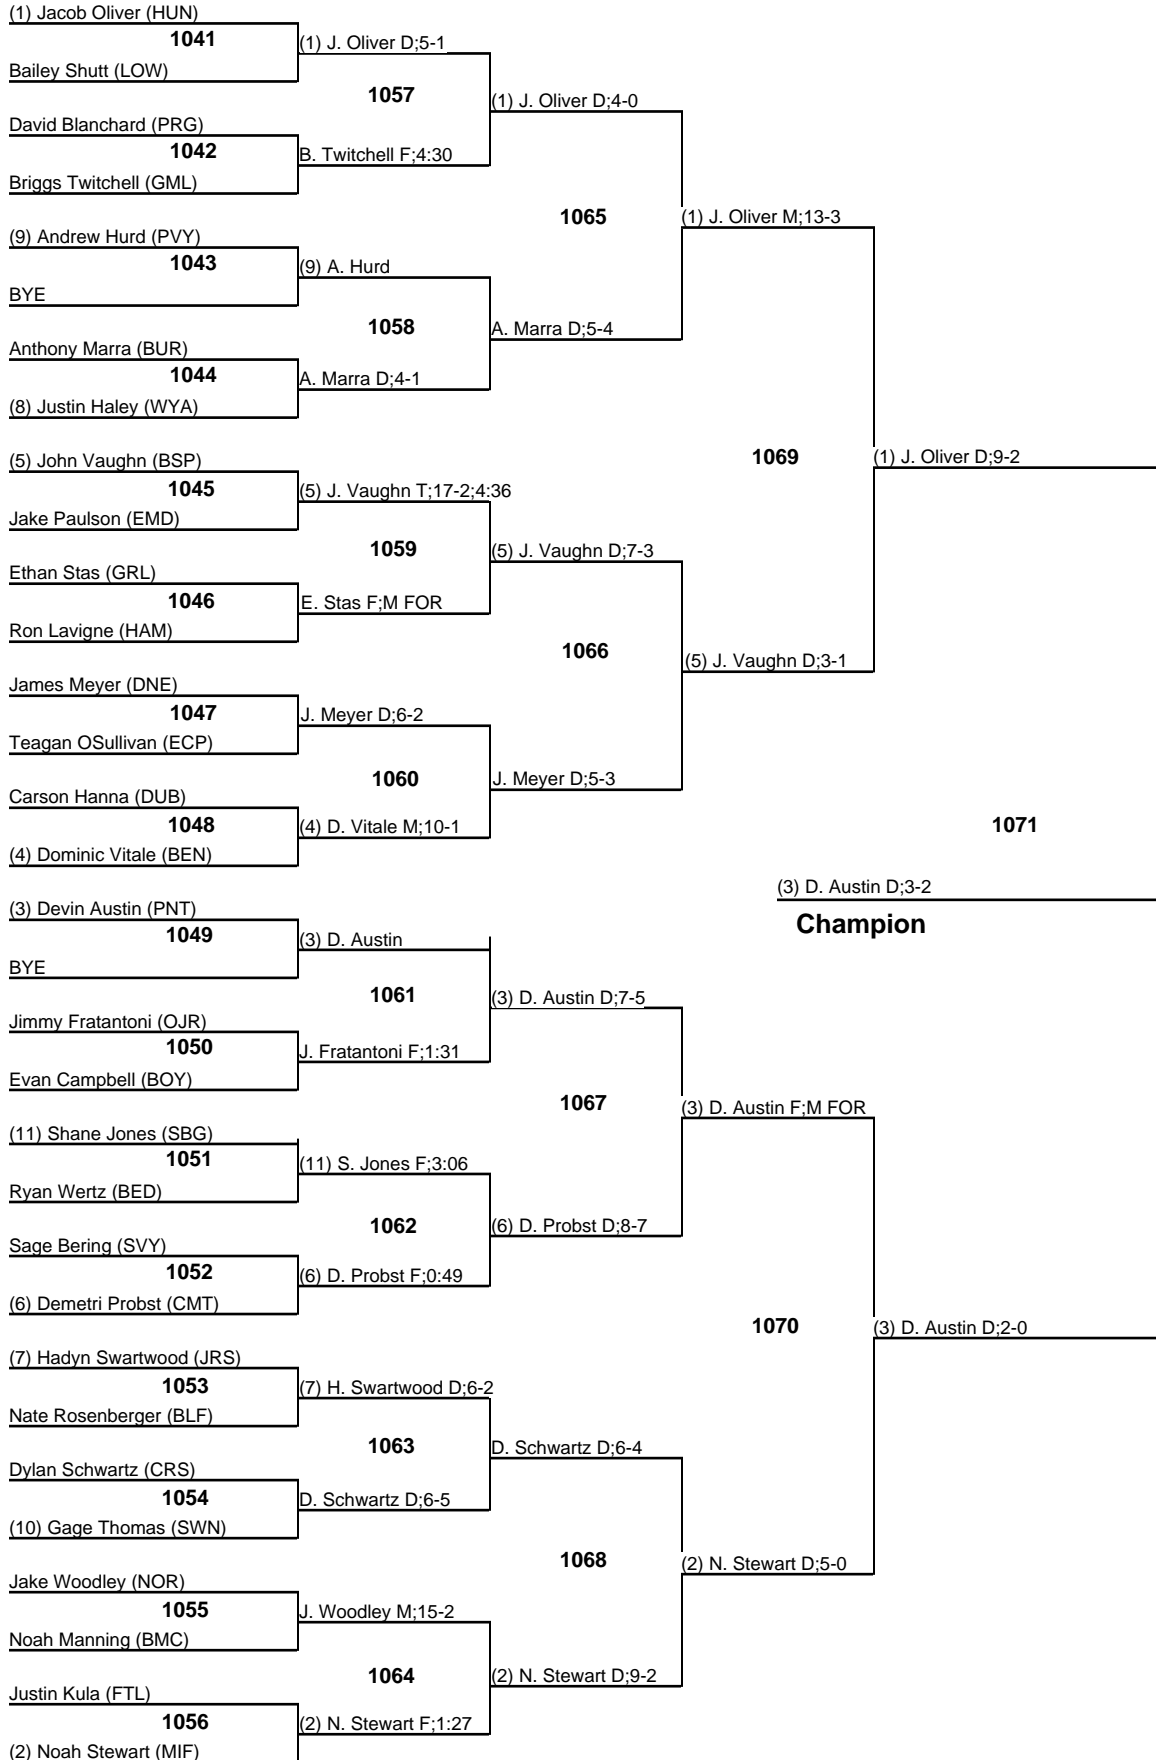 (1) Jacob Oliver (HUN)
1041
(1) J. Oliver D;5-1
Bailey Shutt (LOW)
1057
(1) J. Oliver D;4-0
David Blanchard (PRG)
1042
B. Twitchell F;4:30
Briggs Twitchell (GML)
1065
(1) J. Oliver M;13-3
(9) Andrew Hurd (PVY)
1043
(9) A. Hurd
BYE
1058
A. Marra D;5-4
Anthony Marra (BUR)
1044
A. Marra D;4-1
(8) Justin Haley (WYA)
1069
(1) J. Oliver D;9-2
(5) John Vaughn (BSP)
1045
(5) J. Vaughn T;17-2;4:36
Jake Paulson (EMD)
1059
(5) J. Vaughn D;7-3
Ethan Stas (GRL)
1046
E. Stas F;M FOR
Ron Lavigne (HAM)
1066
(5) J. Vaughn D;3-1
James Meyer (DNE)
1047
J. Meyer D;6-2
Teagan OSullivan (ECP)
1060
J. Meyer D;5-3
Carson Hanna (DUB)
1048
(4) D. Vitale M;10-1
(4) Dominic Vitale (BEN)
1071
(3) D. Austin D;3-2
Champion
(3) Devin Austin (PNT)
1049
(3) D. Austin
BYE
1061
(3) D. Austin D;7-5
Jimmy Fratantoni (OJR)
1050
J. Fratantoni F;1:31
Evan Campbell (BOY)
1067
(3) D. Austin F;M FOR
(11) Shane Jones (SBG)
1051
(11) S. Jones F;3:06
Ryan Wertz (BED)
1062
(6) D. Probst D;8-7
Sage Bering (SVY)
1052
(6) D. Probst F;0:49
(6) Demetri Probst (CMT)
1070
(3) D. Austin D;2-0
(7) Hadyn Swartwood (JRS)
1053
(7) H. Swartwood D;6-2
Nate Rosenberger (BLF)
1063
D. Schwartz D;6-4
Dylan Schwartz (CRS)
1054
D. Schwartz D;6-5
(10) Gage Thomas (SWN)
1068
(2) N. Stewart D;5-0
Jake Woodley (NOR)
1055
J. Woodley M;15-2
Noah Manning (BMC)
1064
(2) N. Stewart D;9-2
Justin Kula (FTL)
1056
(2) N. Stewart F;1:27
(2) Noah Stewart (MIF)